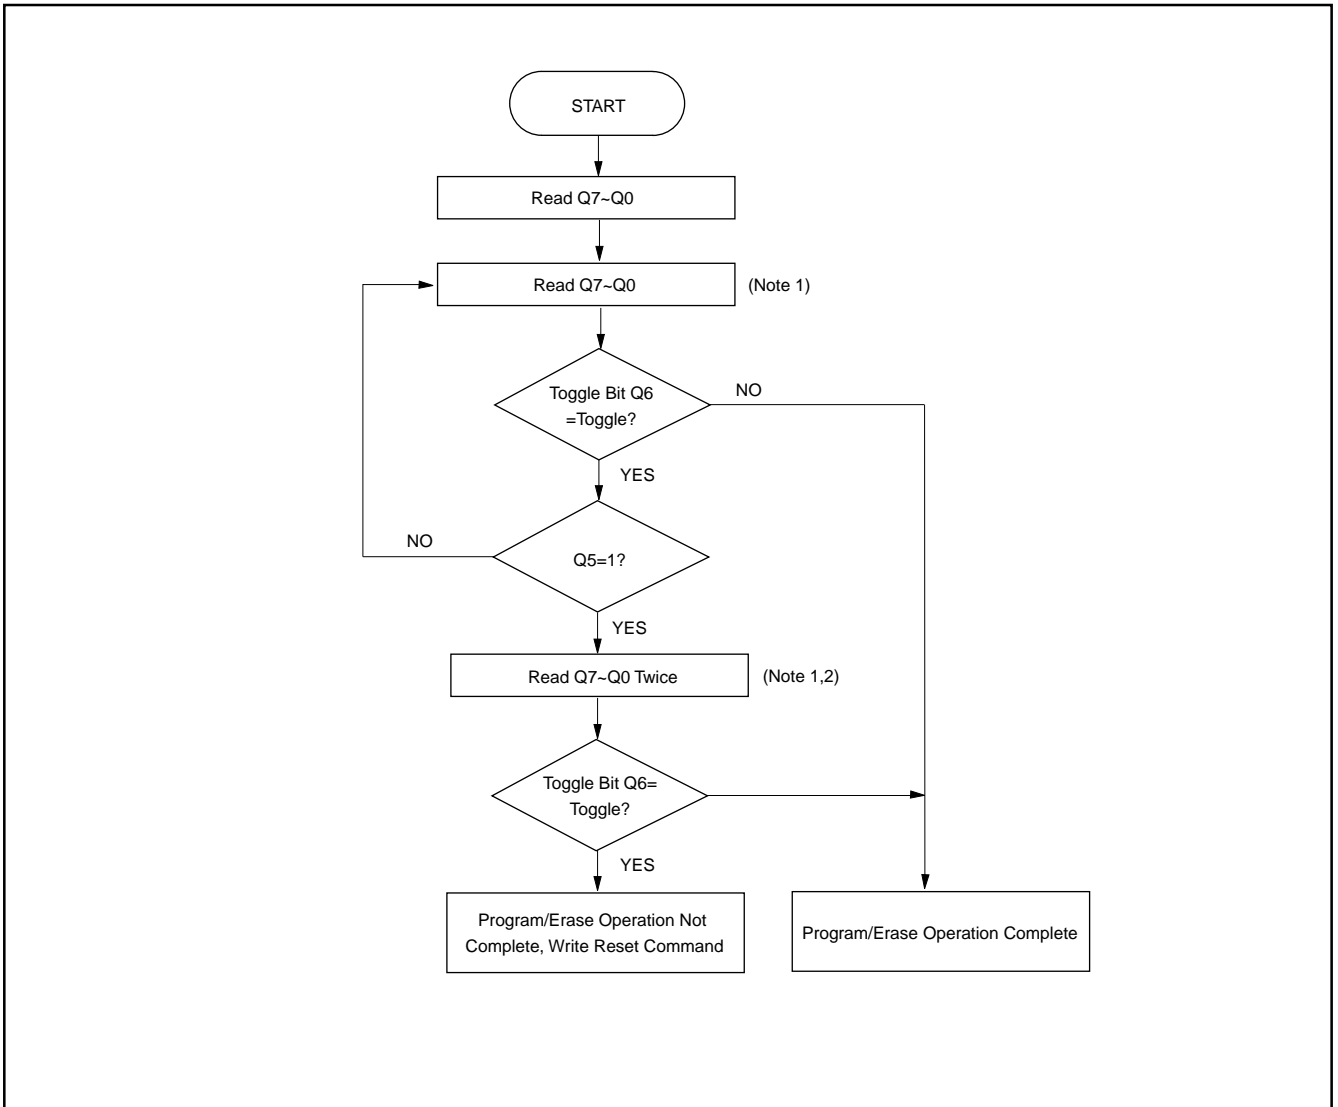 START
Read Q7~Q0
Read Q7~Q0
(Note 1)
Toggle Bit Q6
=Toggle?
NO
YES
NO
Q5=1?
YES
Read Q7~Q0 Twice
(Note 1,2)
Toggle Bit Q6=
Toggle?
YES
Program/Erase Operation Not
Complete, Write Reset Command
Program/Erase Operation Complete